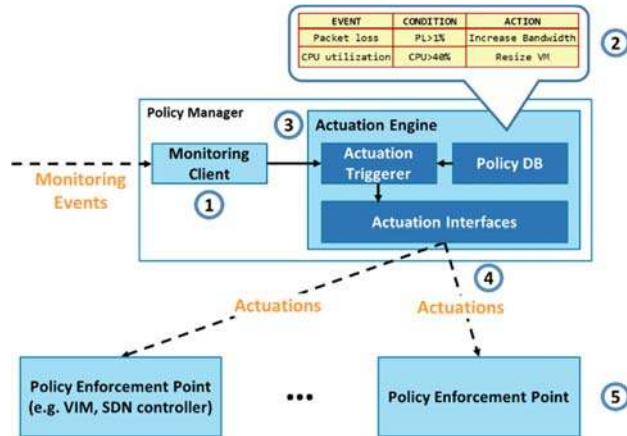 EVENT CONDITION ACTION
Packet loss PL>1% Increase Bandwidth
CPU utilization CPU>40% Resize VM
2
Policy Manager
3
Actuation Engine
Monitoring
Client
Actuation
Triggerer
Policy DB
Monitoring
Events
1
Actuation Interfaces
4
Actuations
Actuations
Policy Enforcement Point
(e.g. VIM, SDN controller)
•••
Policy Enforcement Point
5